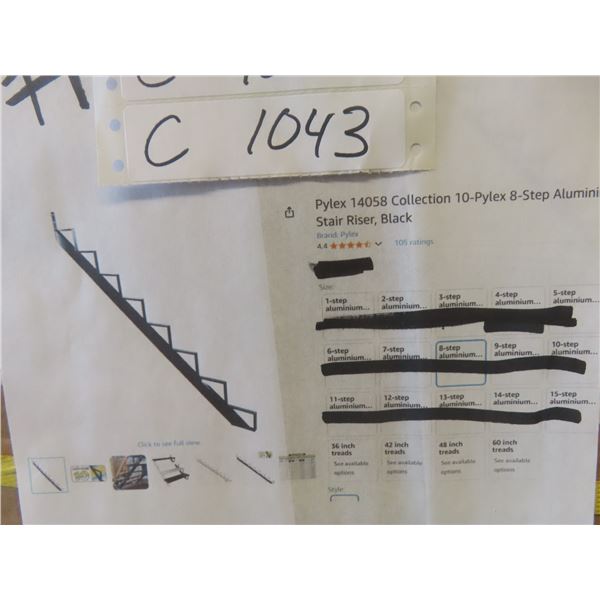 C 1043
Pylex 14058 Collection 10-Pylex 8-Step Alumini
Stair Riser, Black
Brand: Pylex
4.4 105 ratings
Size:
1-step aluminium... 2-step aluminium... 3-step aluminium... 4-step aluminium... 5-step aluminium...
6-step aluminium... 7-step aluminium... 8-step aluminium... 9-step aluminium... 10-step aluminium...
11-step aluminium... 12-step aluminium... 13-step aluminium... 14-step aluminium... 15-step aluminium...
36 inch treads 42 inch treads 48 inch treads 60 inch treads
See available options See available options See available options See available options
Click to see full view
Style: